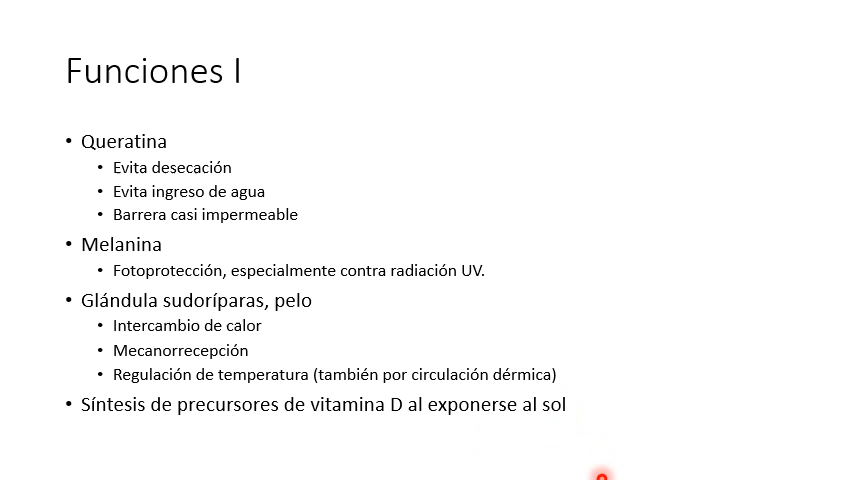 Funciones I
• Queratina
• Evita desecación
• Evita ingreso de agua
• Barrera casi impermeable
• Melanina
• Fotoprotección, especialmente contra radiación UV.
• Glándula sudoríparas, pelo
• Intercambio de calor
• Mecanorrecepción
• Regulación de temperatura (también por circulación dérmica)
• Síntesis de precursores de vitamina D al exponerse al sol